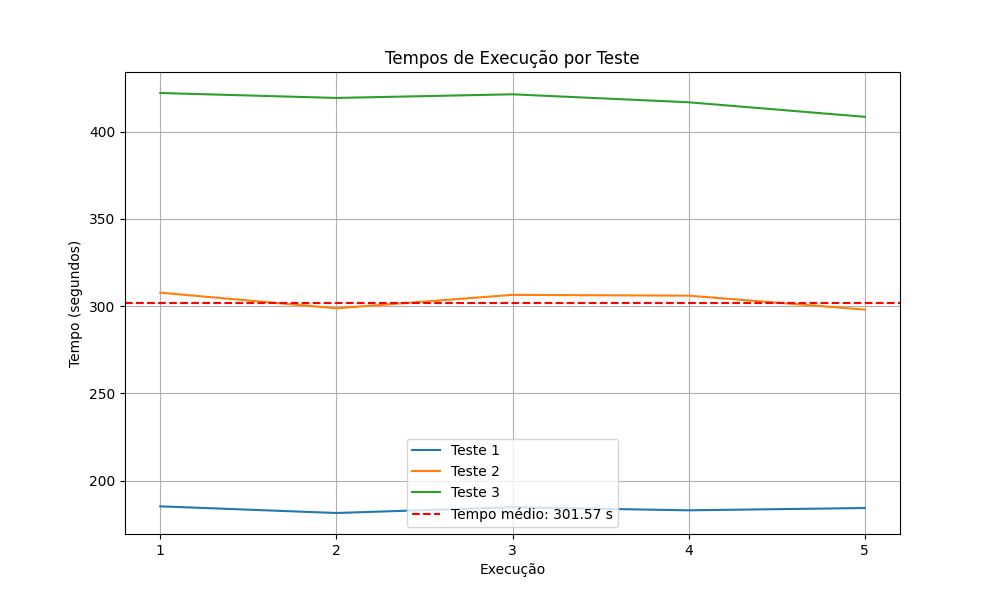 Tempos de Execução por Teste
Tempo (segundos)
400
350
300
250
200
Teste 1
Teste 2
Teste 3
Tempo médio: 301.57 s
1 2 3 4 5
Execução